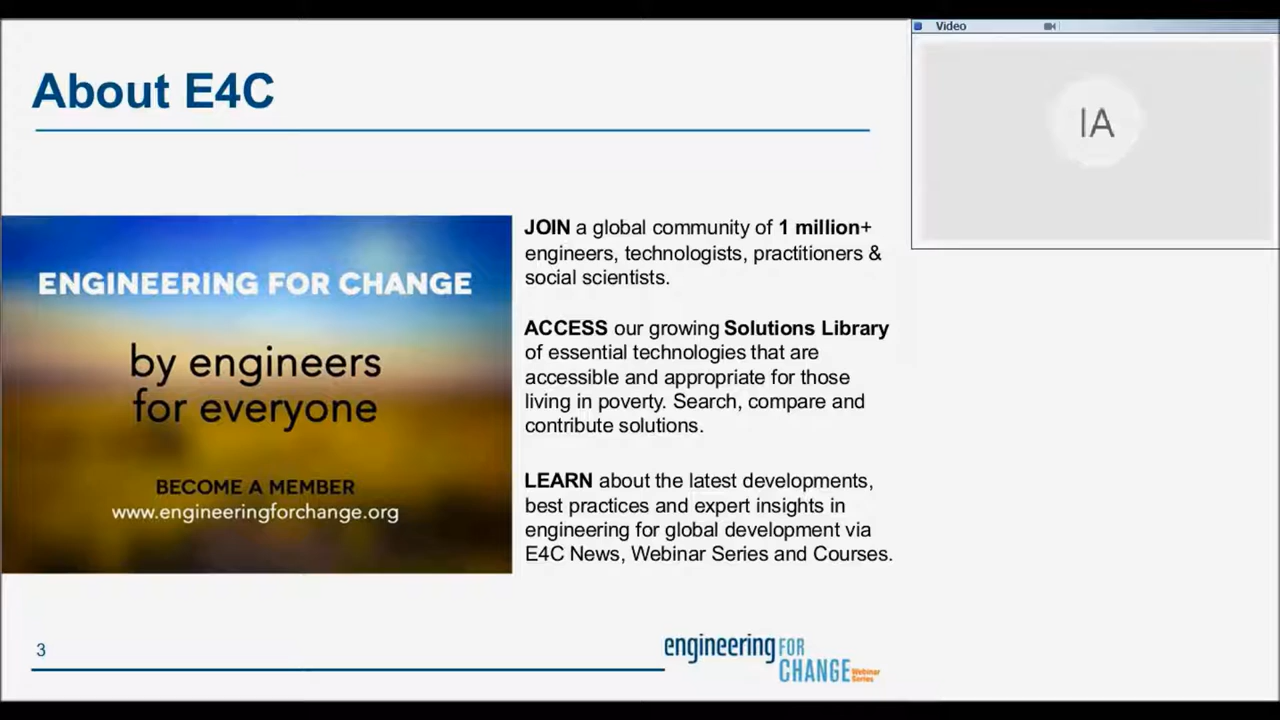 Video
IA
About E4C
ENGINEERING FOR CHANGE
by engineers
for everyone
BECOME A MEMBER
www.engineeringforchange.org
JOIN a global community of 1 million+
engineers, technologists, practitioners &
social scientists.
ACCESS our growing Solutions Library
of essential technologies that are
accessible and appropriate for those
living in poverty. Search, compare and
contribute solutions.
LEARN about the latest developments,
best practices and expert insights in
engineering for global development via
E4C News, Webinar Series and Courses.
3
engineering FOR
CHANGE Webinar
Series